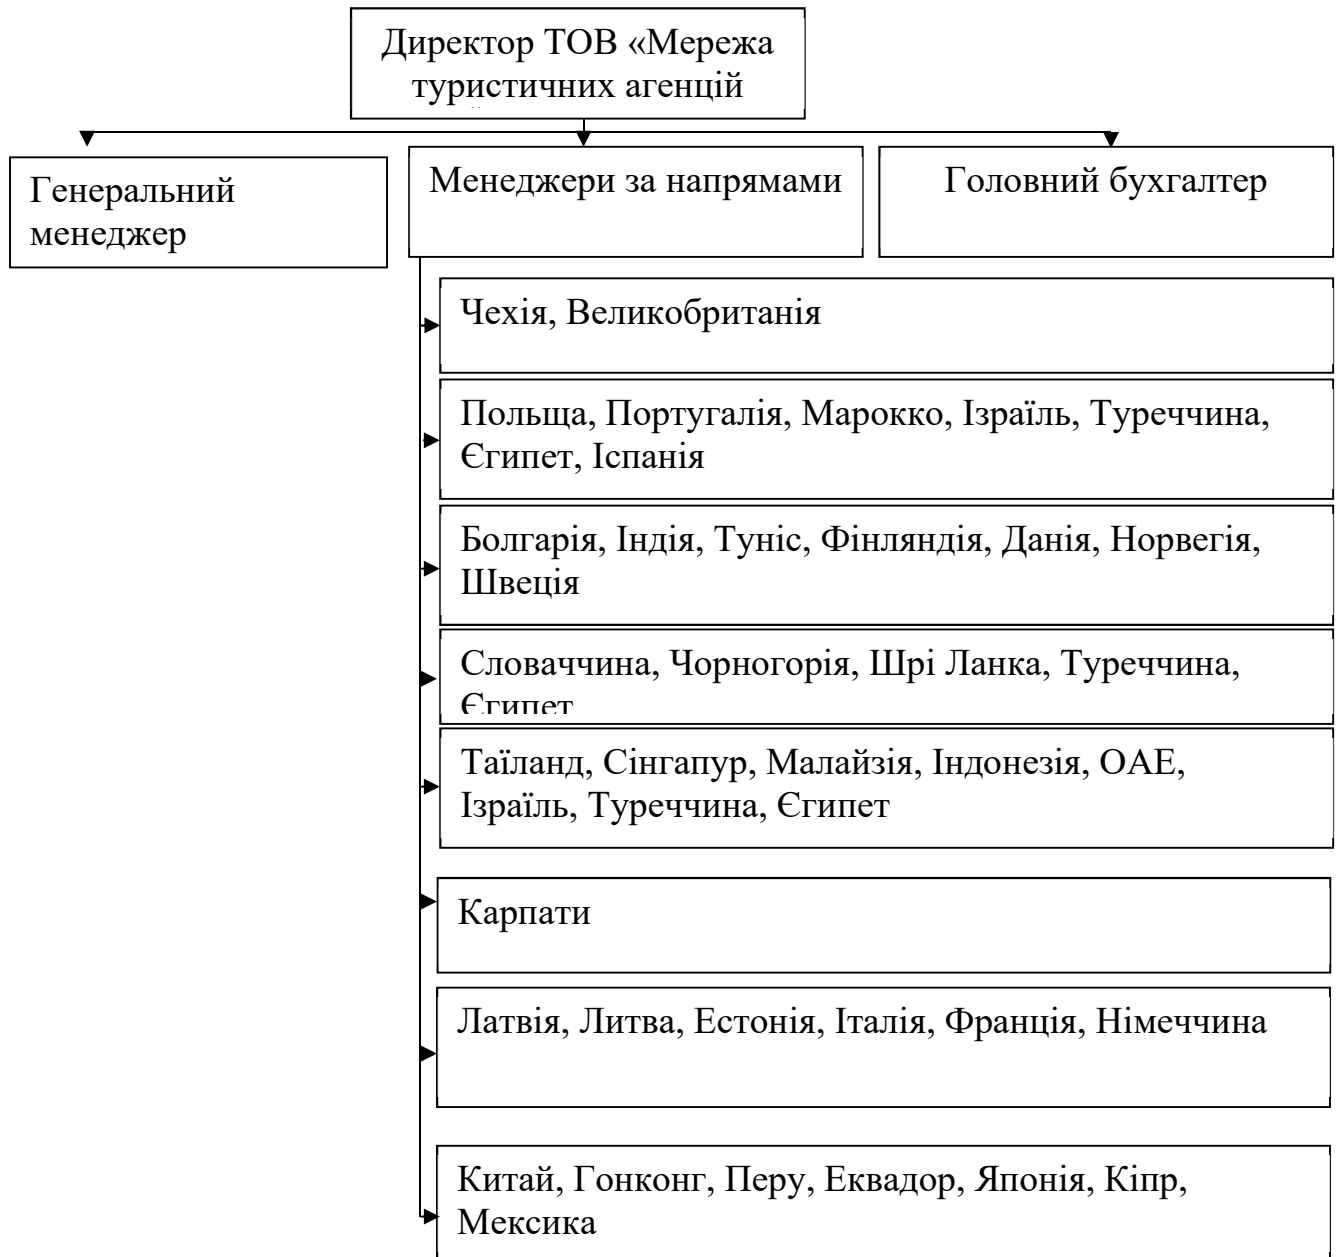 Директор ТОВ «Мережа
туристичних агенцій
Генеральний
менеджер
Менеджери за напрямами
Головний бухгалтер
Чехія, Великобританія
Польща, Португалія, Марокко, Ізраїль, Туреччина,
Єгипет, Іспанія
Болгарія, Індія, Туніс, Фінляндія, Данія, Норвегія,
Швеція
Словаччина, Чорногорія, Шрі Ланка, Туреччина,
Єгипет
Таїланд, Сінгапур, Малайзія, Індонезія, ОАЕ,
Ізраїль, Туреччина, Єгипет
Карпати
Латвія, Литва, Естонія, Італія, Франція, Німеччина
Китай, Гонконг, Перу, Еквадор, Японія, Кіпр,
Мексика